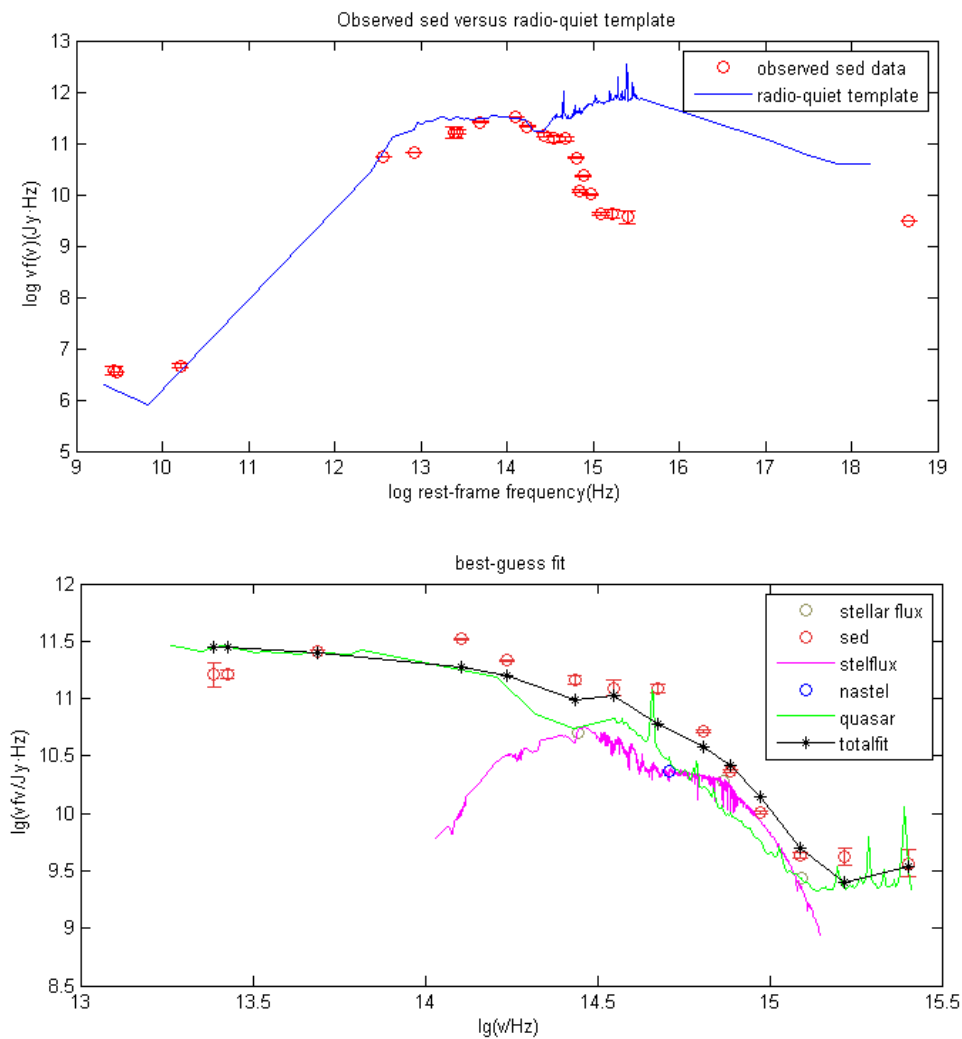 Observed sed versus radio-quiet template
13
12
11
10
9
8
7
6
5
log vf(v)(Jy·Hz)
observed sed data
radio-quiet template
9 10 11 12 13 14 15 16 17 18 19
log rest-frame frequency(Hz)
best-guess fit
12
11.5
11
10.5
10
9.5
9
8.5
lg(vfv/Jy·Hz)
stellar flux
sed
stelflux
nastel
quasar
totalfit
13 13.5 14 14.5 15 15.5
lg(v/Hz)